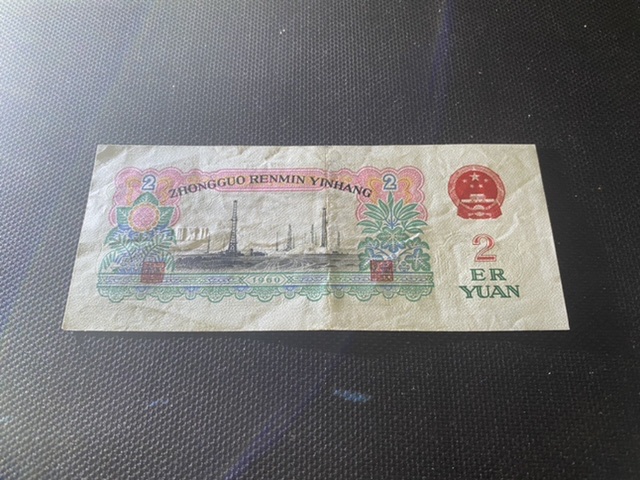 2
ZHONGGUO RENMIN YINHANG
2
1960
2
ER
YUAN